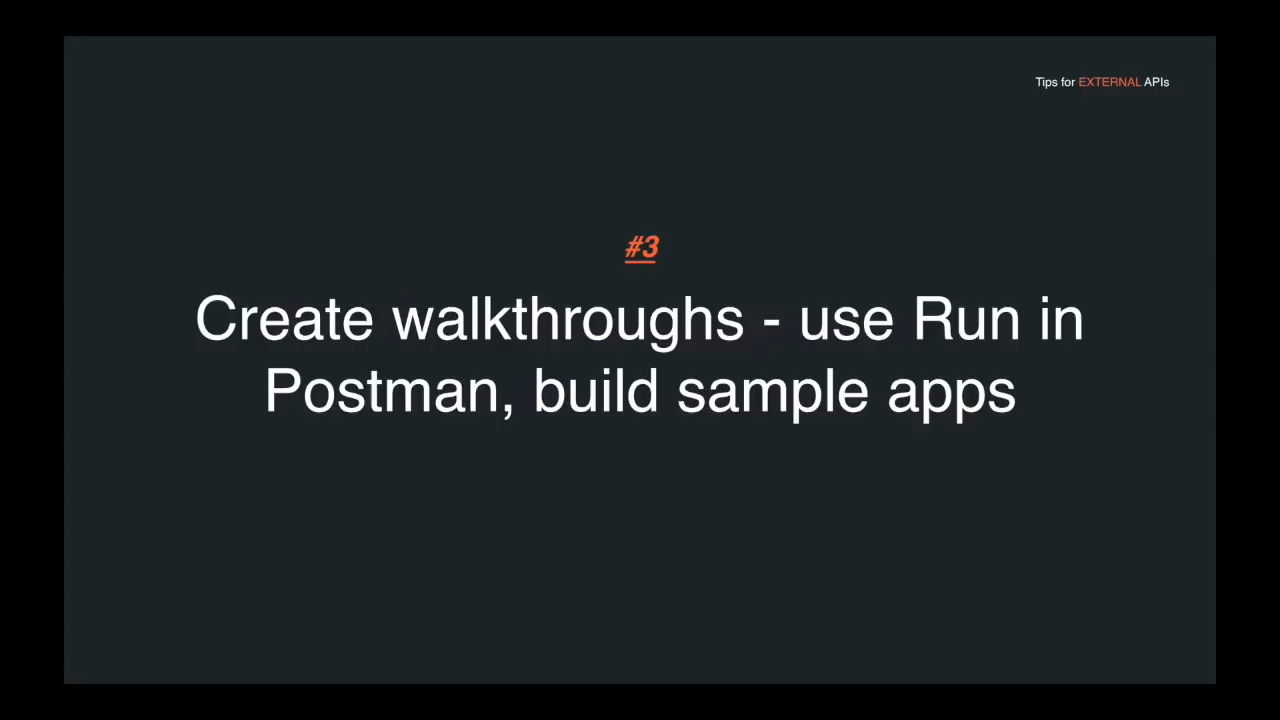 Tips for EXTERNAL APIs
#3
Create walkthroughs - use Run in
Postman, build sample apps